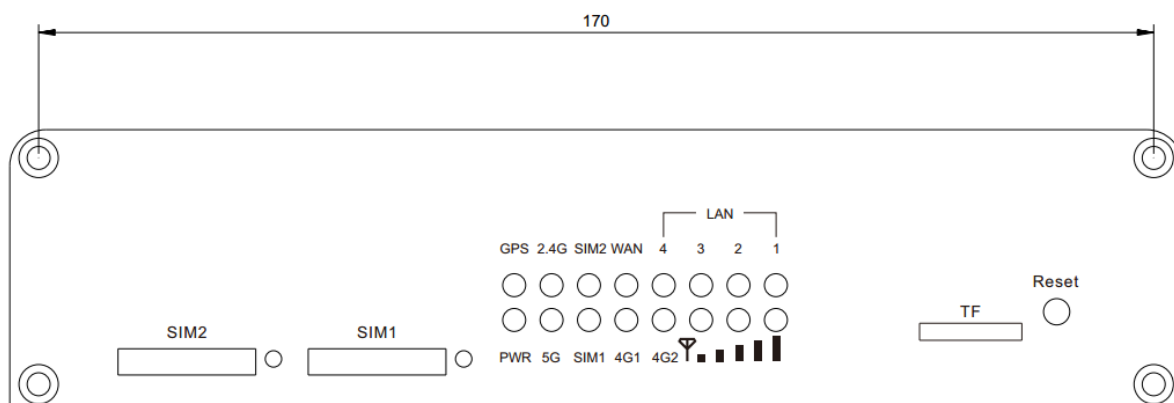 170
LAN
GPS 2.4G SIM2 WAN 4 3 2 1
Reset
TF
SIM2 SIM1
PWR 5G SIM1 4G1 4G2